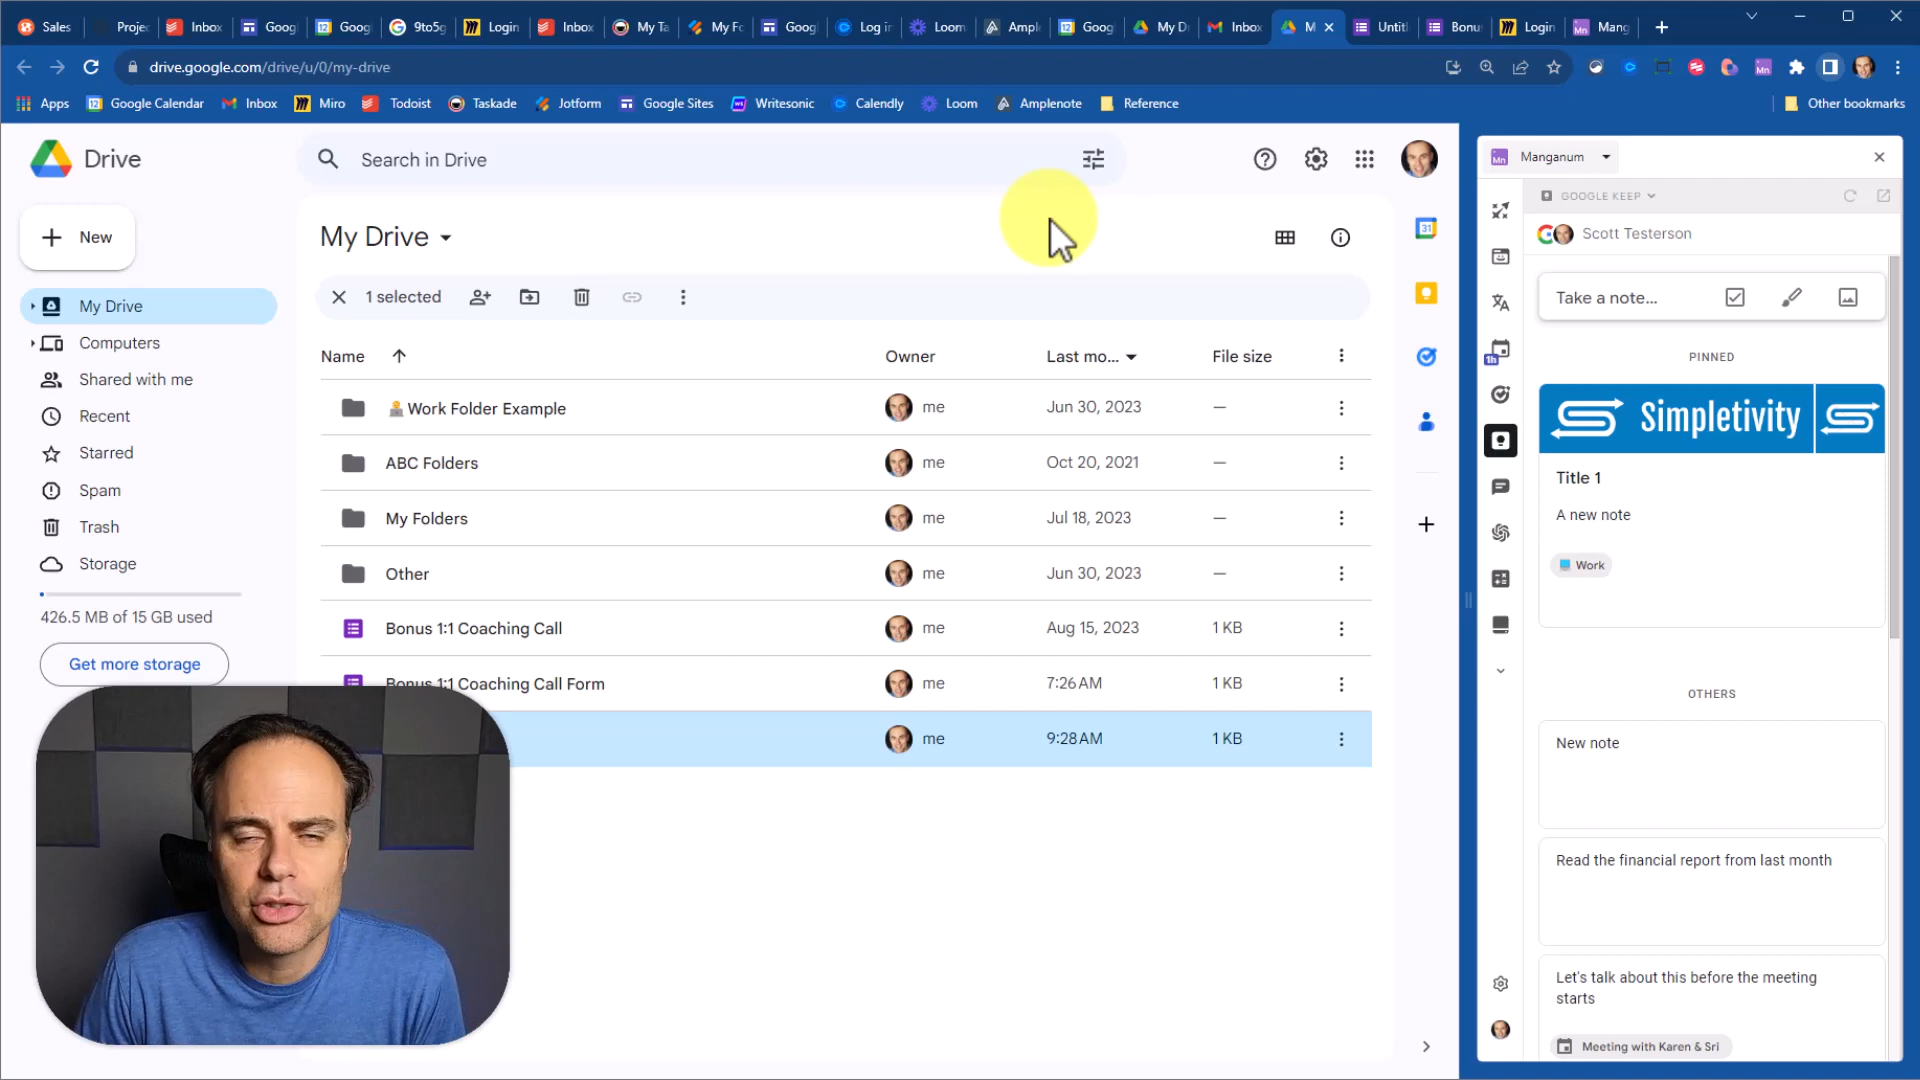 Sales
Projec
Inbox
Googl
Goog
9to5g
Login
Inbox
My Ta
My Fo
Googl
Log in
Loom
Ampl
Goog
My D
Inbox
M
Untitl
Bonu
Login
Mang
drive.google.com/drive/u/0/my-drive
Apps
Google Calendar
Inbox
Miro
Todoist
Taskade
Jotform
Google Sites
Writesonic
Calendly
Loom
Amplenote
Reference
Other bookmarks
Drive
Search in Drive
New
My Drive
Computers
Shared with me
Recent
Starred
Spam
Trash
Storage
426.5 MB of 15 GB used
Get more storage
My Drive
1 selected
Name Owner Last mo... File size
Work Folder Example me Jun 30, 2023 —
ABC Folders me Oct 20, 2021 —
My Folders me Jul 18, 2023 —
Other me Jun 30, 2023 —
Bonus 1:1 Coaching Call me Aug 15, 2023 1 KB
Bonus 1:1 Coaching Call Form me 7:26 AM 1 KB
me 9:28 AM 1 KB
31
Mn Manganum
GOOGLE KEEP
Scott Testerson
Take a note...
1h
PINNED
Simpletivity
Title 1
A new note
Work
OTHERS
New note
Read the financial report from last month
Let's talk about this before the meeting
starts
Meeting with Karen & Sri